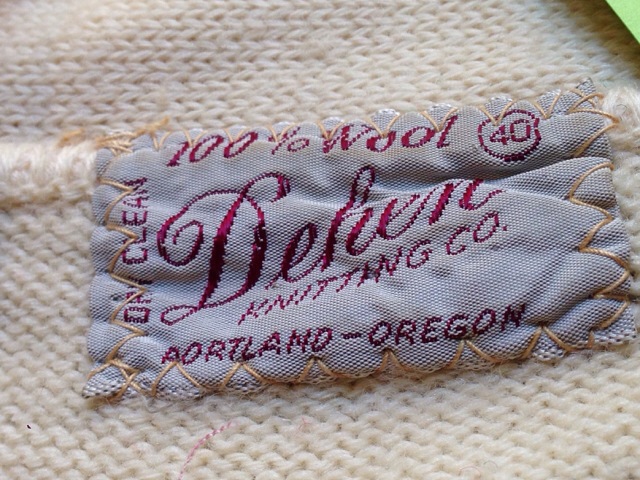 100% Wool 40
DRY CLEAN
Dehen
KNITTING CO.
PORTLAND-OREGON